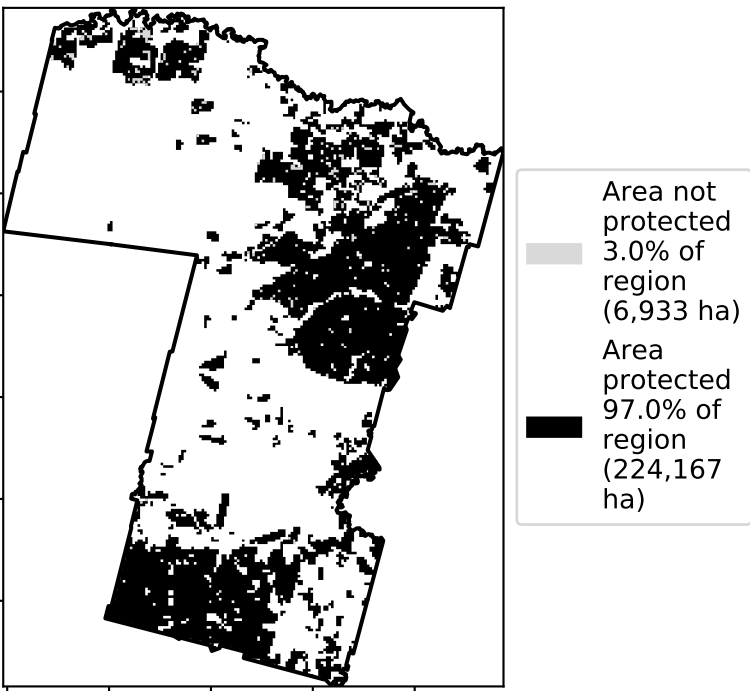 Area not
protected
3.0% of
region
(6,933 ha)
Area
protected
97.0% of
region
(224,167
ha)